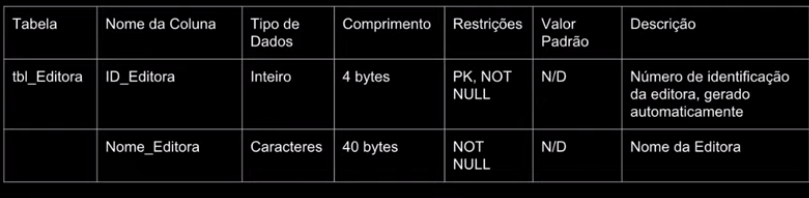 Tabela Nome da Coluna Tipo de Dados Comprimento Restrições Valor Padrão Descrição
tbl_Editora ID_Editora Inteiro 4 bytes PK, NOT NULL N/D Número de identificação da editora, gerado automaticamente
Nome_Editora Caracteres 40 bytes NOT NULL N/D Nome da Editora